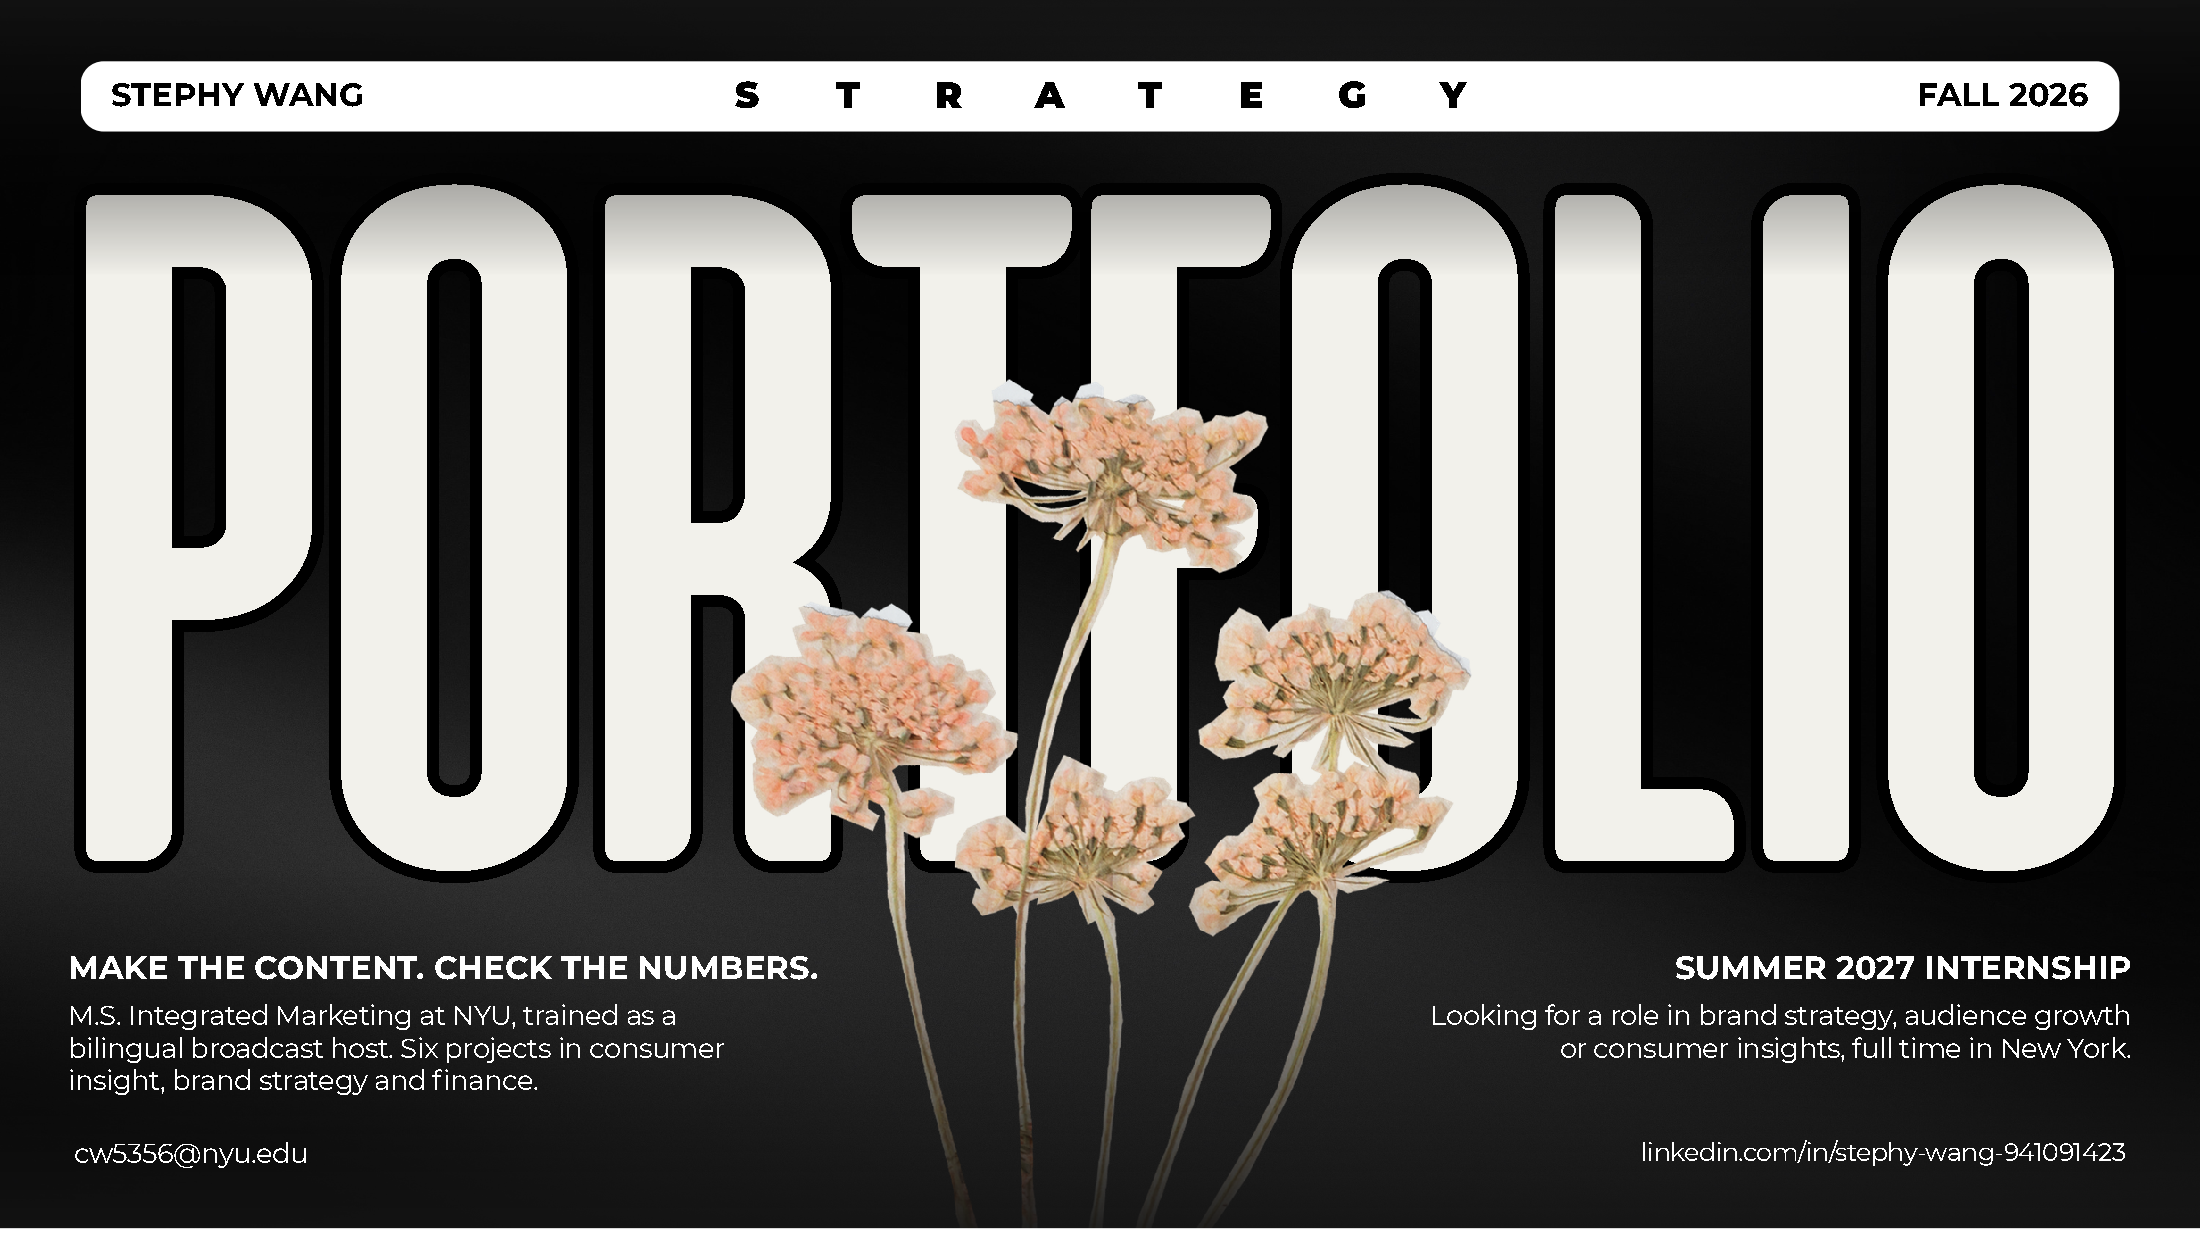 STEPHY WANG
STRATEGY
FALL 2026
PORTFOLIO
MAKE THE CONTENT. CHECK THE NUMBERS.
M.S. Integrated Marketing at NYU, trained as a
bilingual broadcast host. Six projects in consumer
insight, brand strategy and finance.
cw5356@nyu.edu
SUMMER 2027 INTERNSHIP
Looking for a role in brand strategy, audience growth
or consumer insights, full time in New York.
linkedin.com/in/stephy-wang-941091423